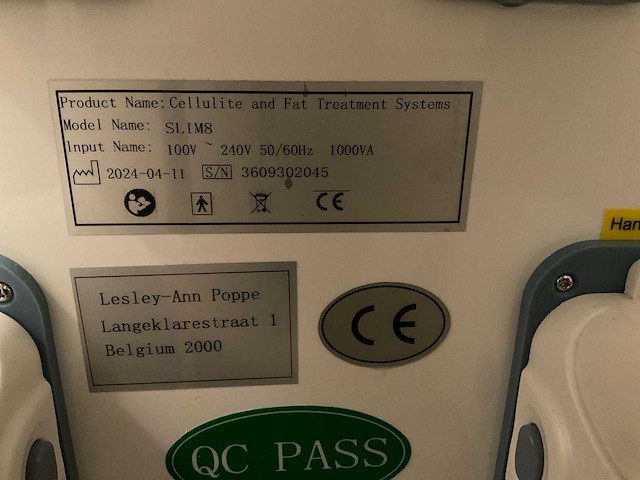 Product Name: Cellulite and Fat Treatment Systems
Model Name: SLIM8
Input Name: 100V ~ 240V 50/60Hz 1000VA
2024-04-11 S/N 3609302045
CE
Lesley-Ann Poppe
Langeklarestraat 1
Belgium 2000
CE
QC PASS